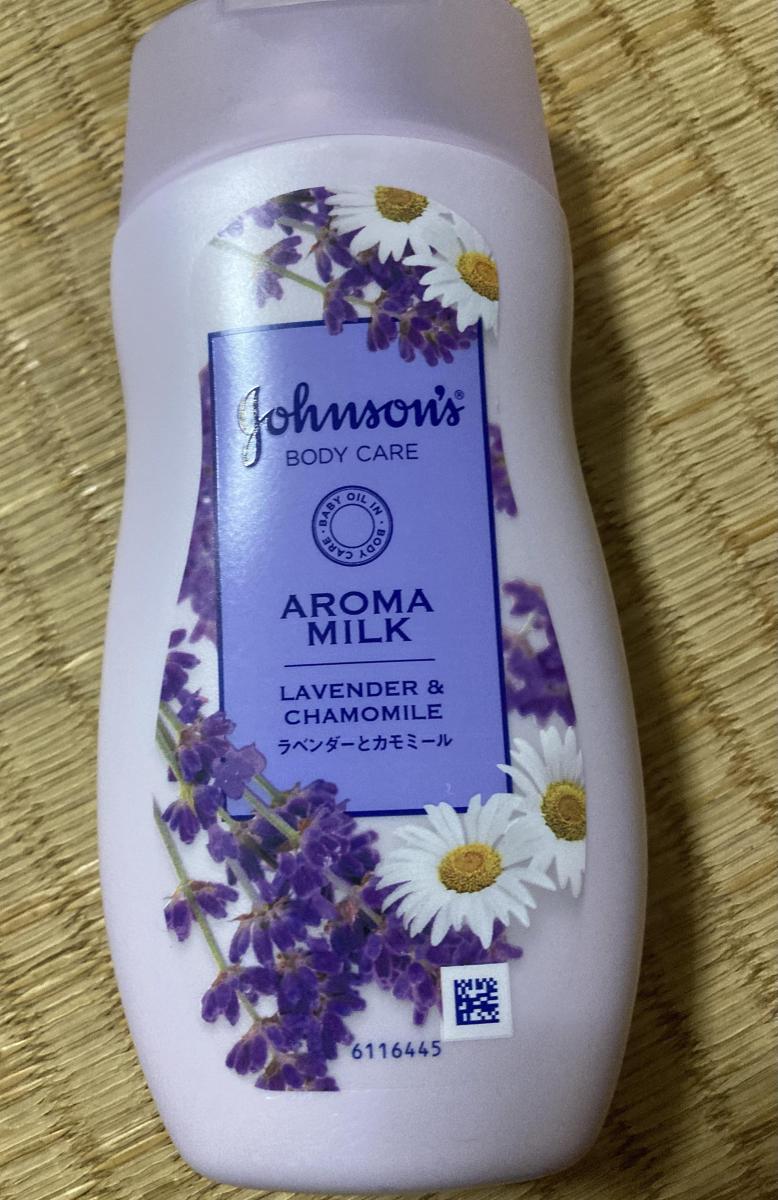 Johnson's®
BODY CARE
BABY OIL IN · BODY CARE ·
AROMA
MILK
LAVENDER &
CHAMOMILE
ラベンダーとカモミール
6116445